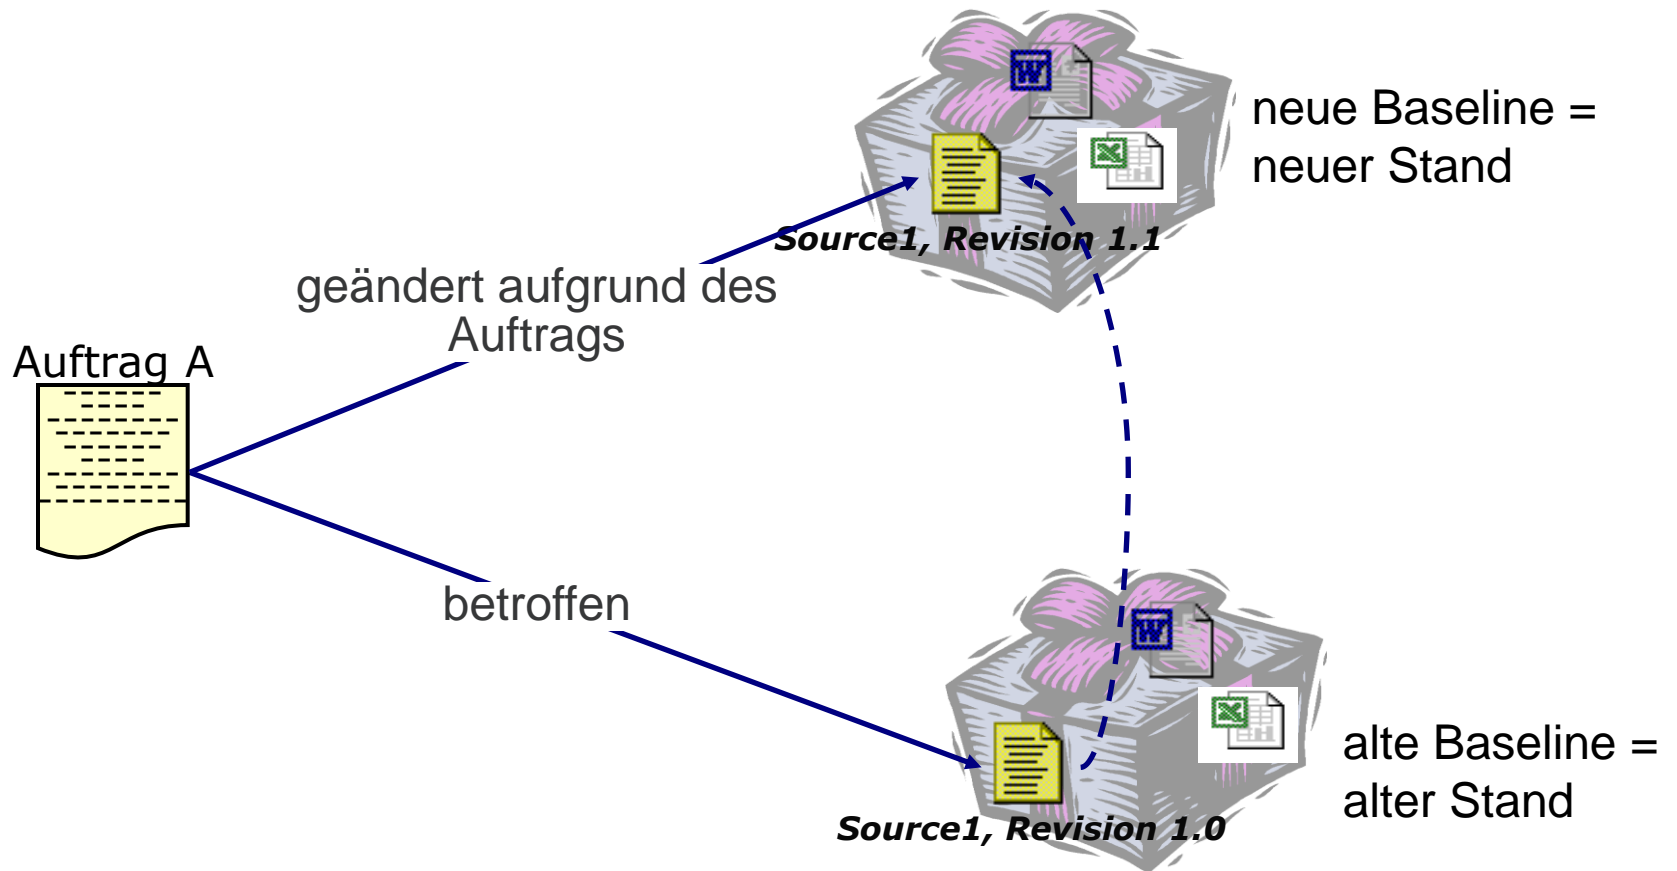 neue Baseline =
neuer Stand
Source1, Revision 1.1
geändert aufgrund des
Auftrags
Auftrag A
betroffen
alte Baseline =
alter Stand
Source1, Revision 1.0